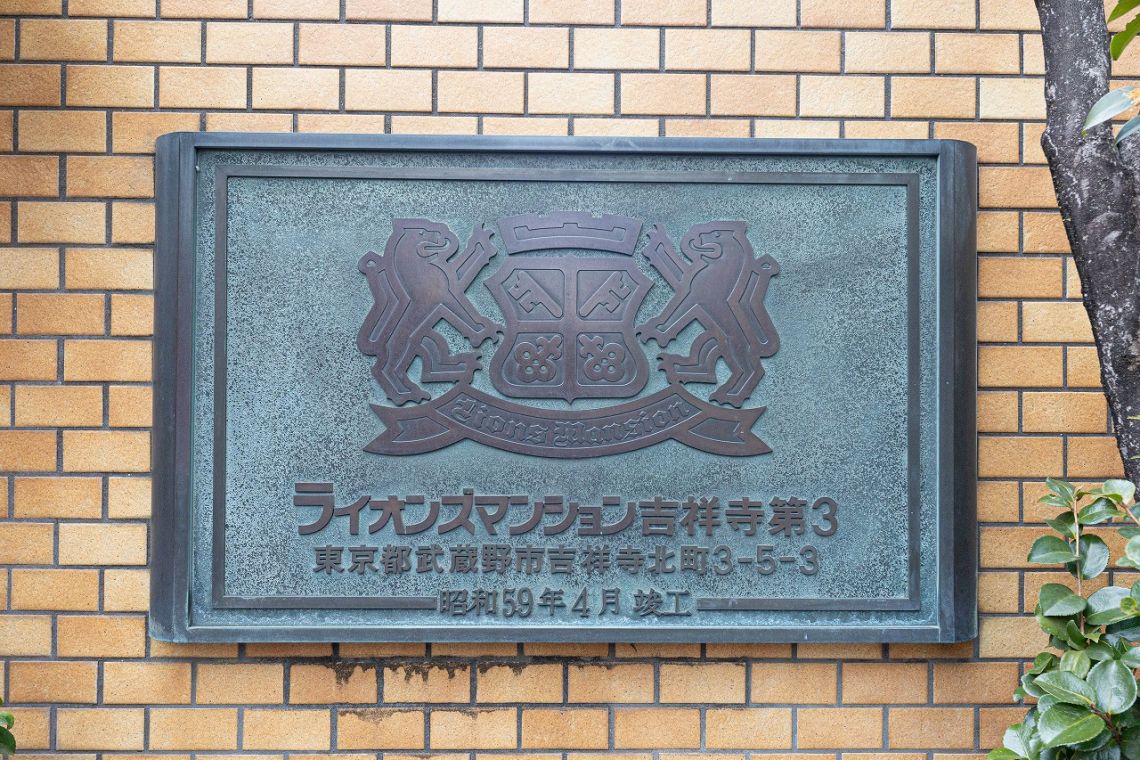 Lions Mansion
ライオンズマンション吉祥寺第3
東京都武蔵野市吉祥寺北町3-5-3
昭和59年4月竣工